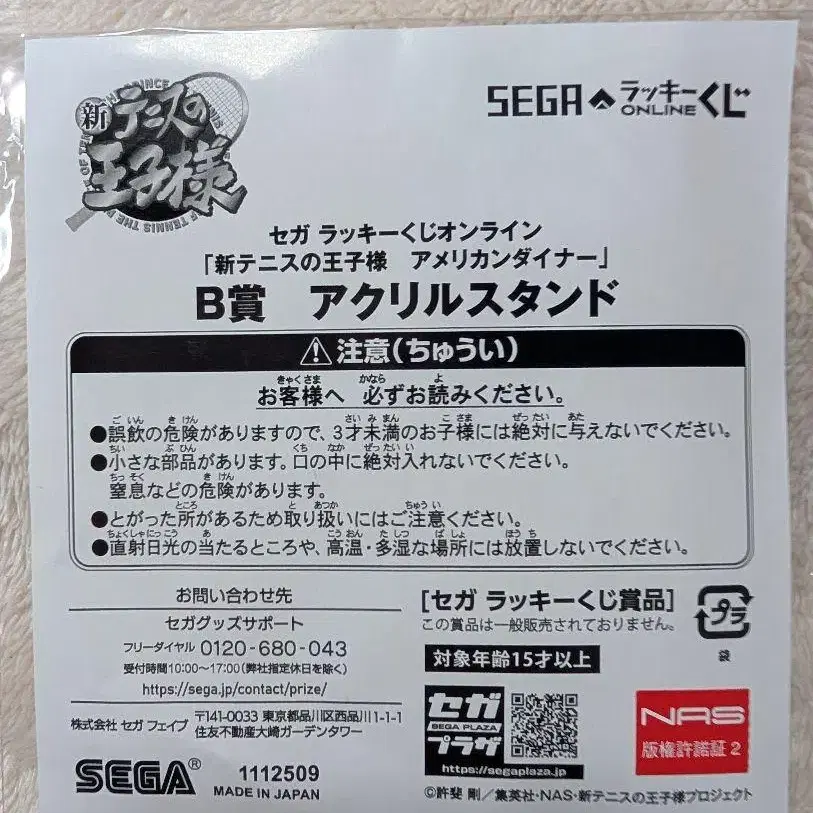 新テニスの王子様
SEGA ラッキーくじ ONLINE
セガ ラッキーくじオンライン
「新テニスの王子様 アメリカンダイナー」
B賞 アクリルスタンド
注意(ちゅうい)
お客様へ 必ずお読みください。
●誤飲の危険がありますので、3才未満のお子様には絶対に与えないでください。
●小さな部品があります。口の中に絶対入れないでください。
窒息などの危険があります。
●とがった所があるため取り扱いにはご注意ください。
●直射日光の当たるところや、高温・多湿な場所には放置しないでください。
お問い合わせ先
セガグッズサポート
フリーダイヤル 0120-680-043
受付時間10:00〜17:00(弊社指定休日を除く)
https://sega.jp/contact/prize/
株式会社 セガ フェイブ 〒141-0033 東京都品川区西品川1-1-1
住友不動産大崎ガーデンタワー
SEGA® 1112509
MADE IN JAPAN
[セガ ラッキーくじ賞品]
この賞品は一般販売されておりません。
プラ
袋
対象年齢15才以上
セガ
SEGA PLAZA
プラザ
https://segaplaza.jp
NAS
版権許諾証 2
©許斐 剛/集英社・NAS・新テニスの王子様プロジェクト